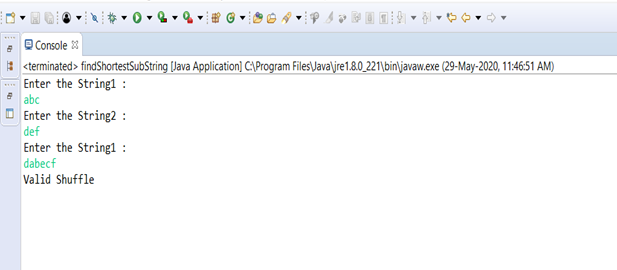 Console
<terminated> findShortestSubString [Java Application] C:\Program Files\Java\jre1.8.0_221\bin\javaw.exe (29-May-2020, 11:46:51 AM)
Enter the String1 :
abc
Enter the String2 :
def
Enter the String1 :
dabecf
Valid Shuffle